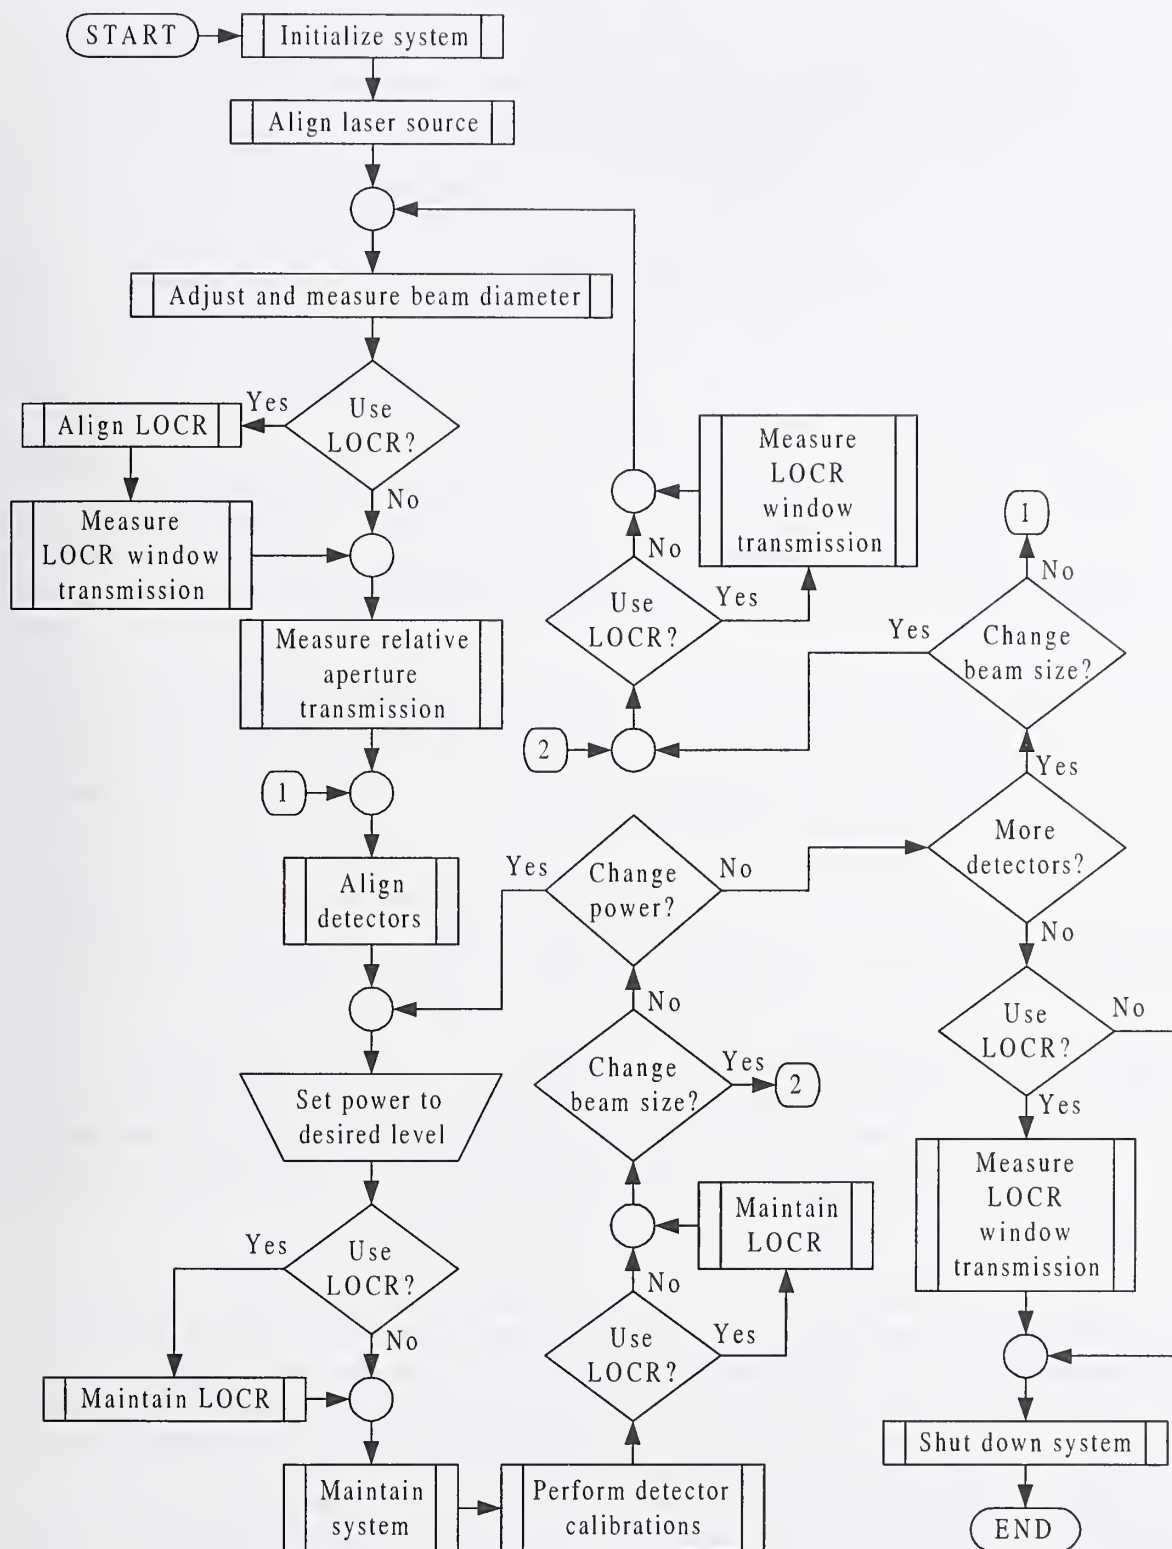 START
Initialize system
Align laser source
Adjust and measure beam diameter
Use
LOCR?
Yes
No
Align LOCR
Measure
LOCR window
transmission
Measure relative
aperture
transmission
1
Align
detectors
Set power to
desired level
Use
LOCR?
Yes
No
Maintain LOCR
Maintain
system
Perform detector
calibrations
Use
LOCR?
Yes
No
Maintain
LOCR
Change
beam size?
Yes
2
No
Change
power?
Yes
No
2
Use
LOCR?
No
Yes
Measure
LOCR
window
transmission
1
No
Change
beam size?
Yes
Yes
More
detectors?
No
Use
LOCR?
No
Yes
Measure
LOCR
window
transmission
Shut down system
END